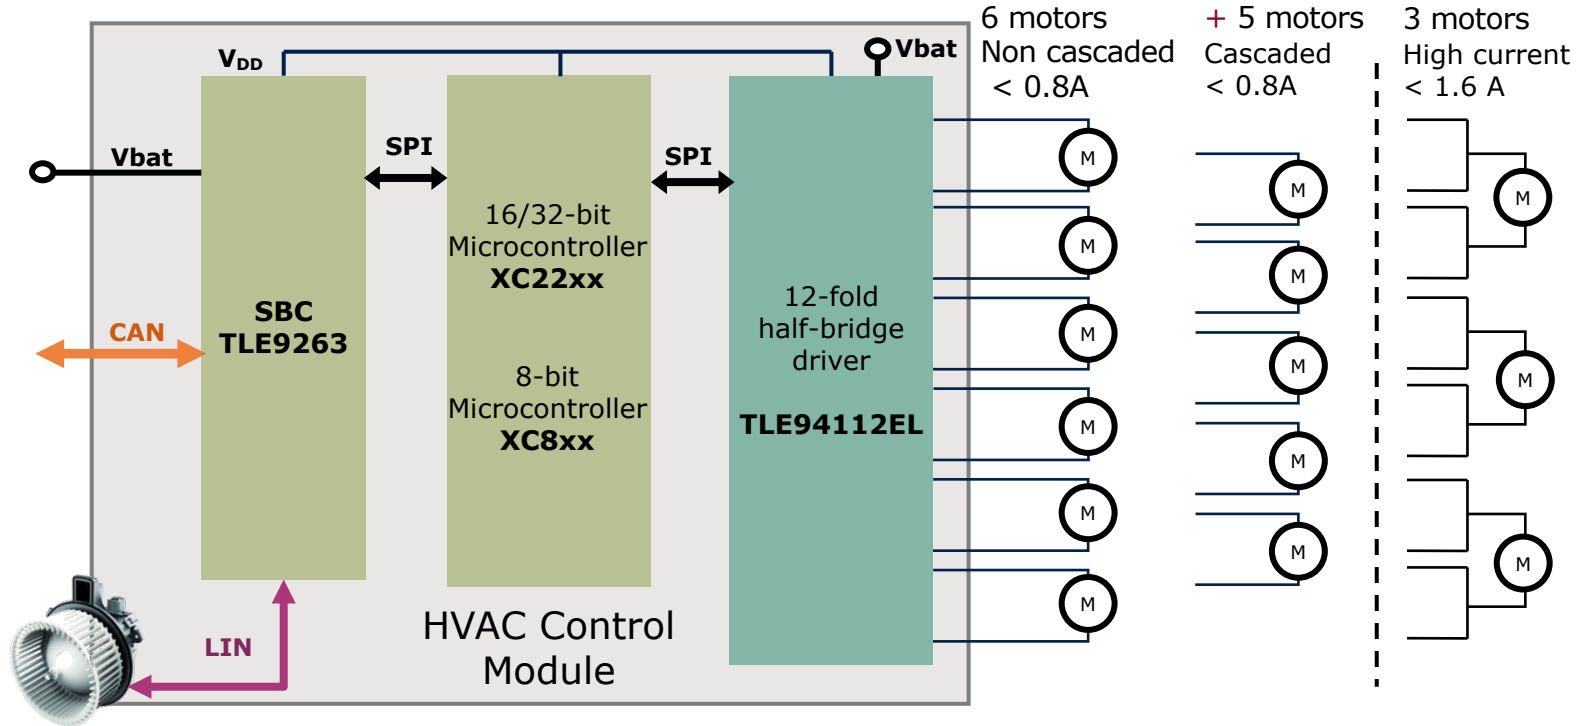 6 motors
Non cascaded
< 0.8A
+ 5 motors
Cascaded
< 0.8A
3 motors
High current
< 1.6 A
VDD
Vbat
Vbat
SPI
SPI
16/32-bit
Microcontroller
XC22xx
8-bit
Microcontroller
XC8xx
SBC
TLE9263
12-fold
half-bridge
driver
TLE94112EL
CAN
LIN
HVAC Control
Module
M
M
M
M
M
M
M
M
M
M
M
M
M
M